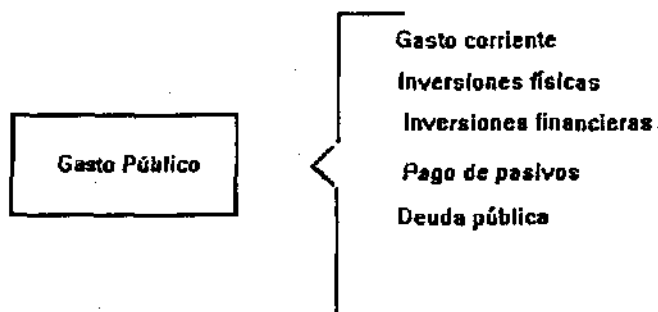 Gasto corriente
Inversiones físicas
Inversiones financieras
Gasto Público
Pago de pasivos
Deuda pública